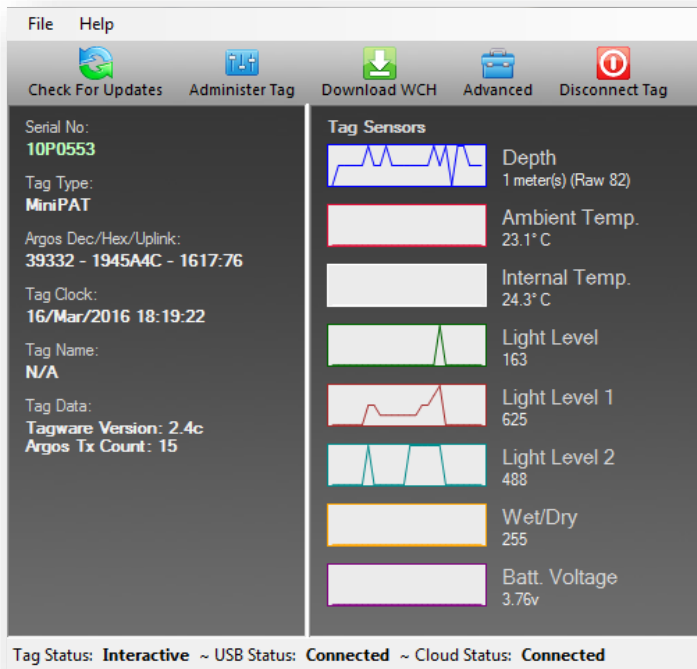 File Help
Check For Updates Administer Tag Download WCH Advanced Disconnect Tag
Serial No:
10P0553
Tag Type:
MiniPAT
Argos Dec/Hex/Uplink:
39332 - 1945A4C - 1617:76
Tag Clock:
16/Mar/2016 18:19:22
Tag Name:
N/A
Tag Data:
Tagware Version: 2.4c
Argos Tx Count: 15
Tag Sensors
Depth
1 meter(s) (Raw 82)
Ambient Temp.
23.1° C
Internal Temp.
24.3° C
Light Level
163
Light Level 1
625
Light Level 2
488
Wet/Dry
255
Batt. Voltage
3.76v
Tag Status: Interactive ~ USB Status: Connected ~ Cloud Status: Connected